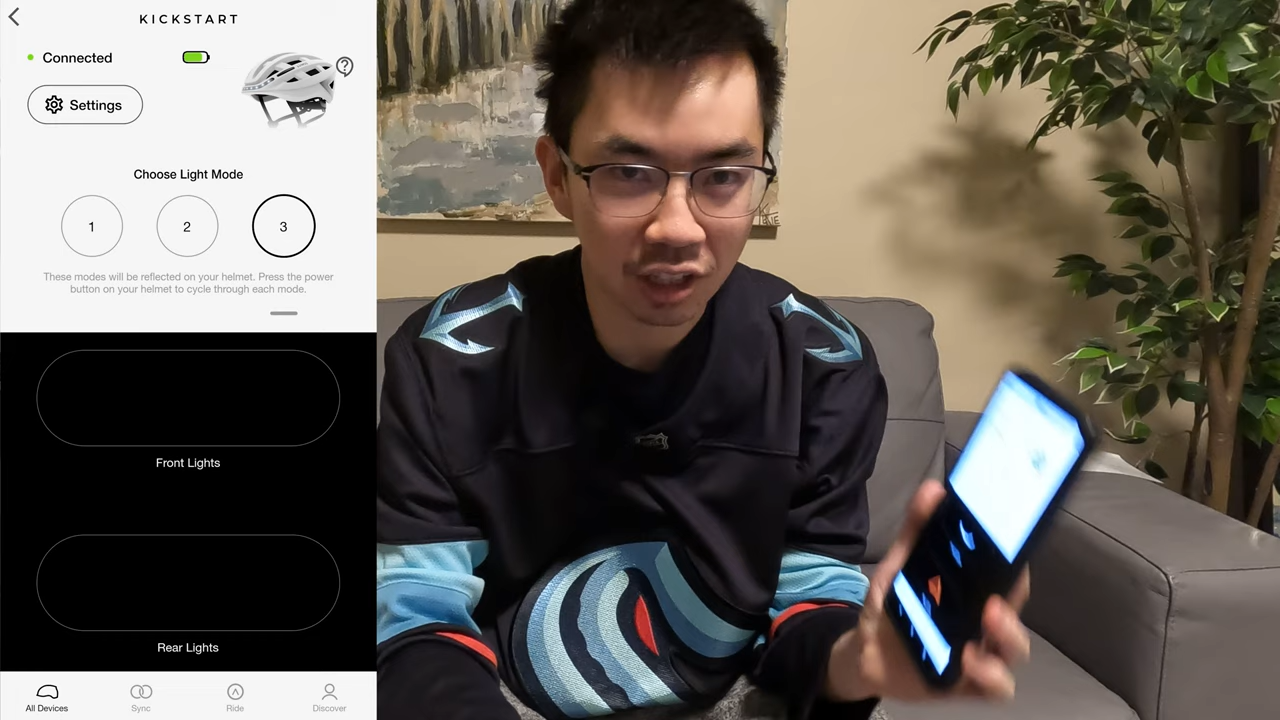 KICKSTART
Connected
Settings
Choose Light Mode
1 2 3
These modes will be reflected on your helmet. Press the power
button on your helmet to cycle through each mode.
Front Lights
Rear Lights
All Devices Sync Ride Discover